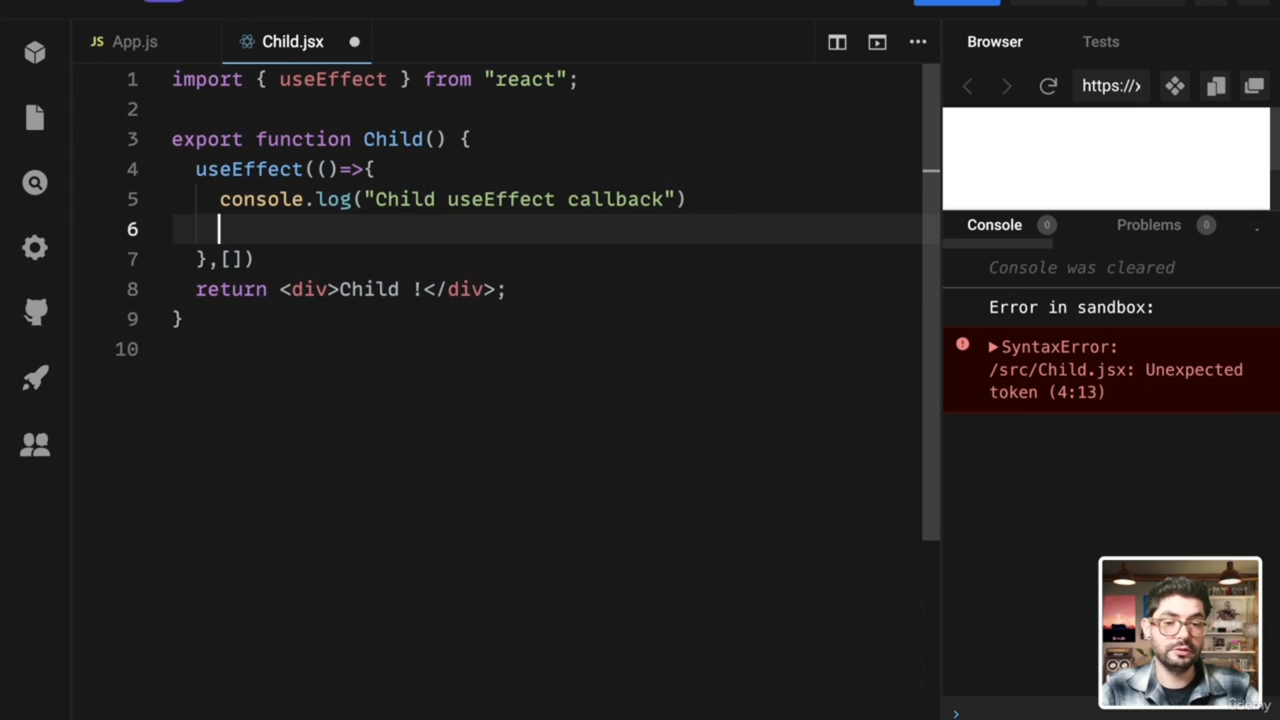 JS App.js
Child.jsx
Browser
Tests
1 import { useEffect } from "react";
2
3 export function Child() {
4 useEffect(()=>{
5 console.log("Child useEffect callback")
6
7 },[])
8 return <div>Child !</div>;
9 }
10
https://
Console 0
Problems 0
Console was cleared
Error in sandbox:
SyntaxError:
/src/Child.jsx: Unexpected
token (4:13)
udemy